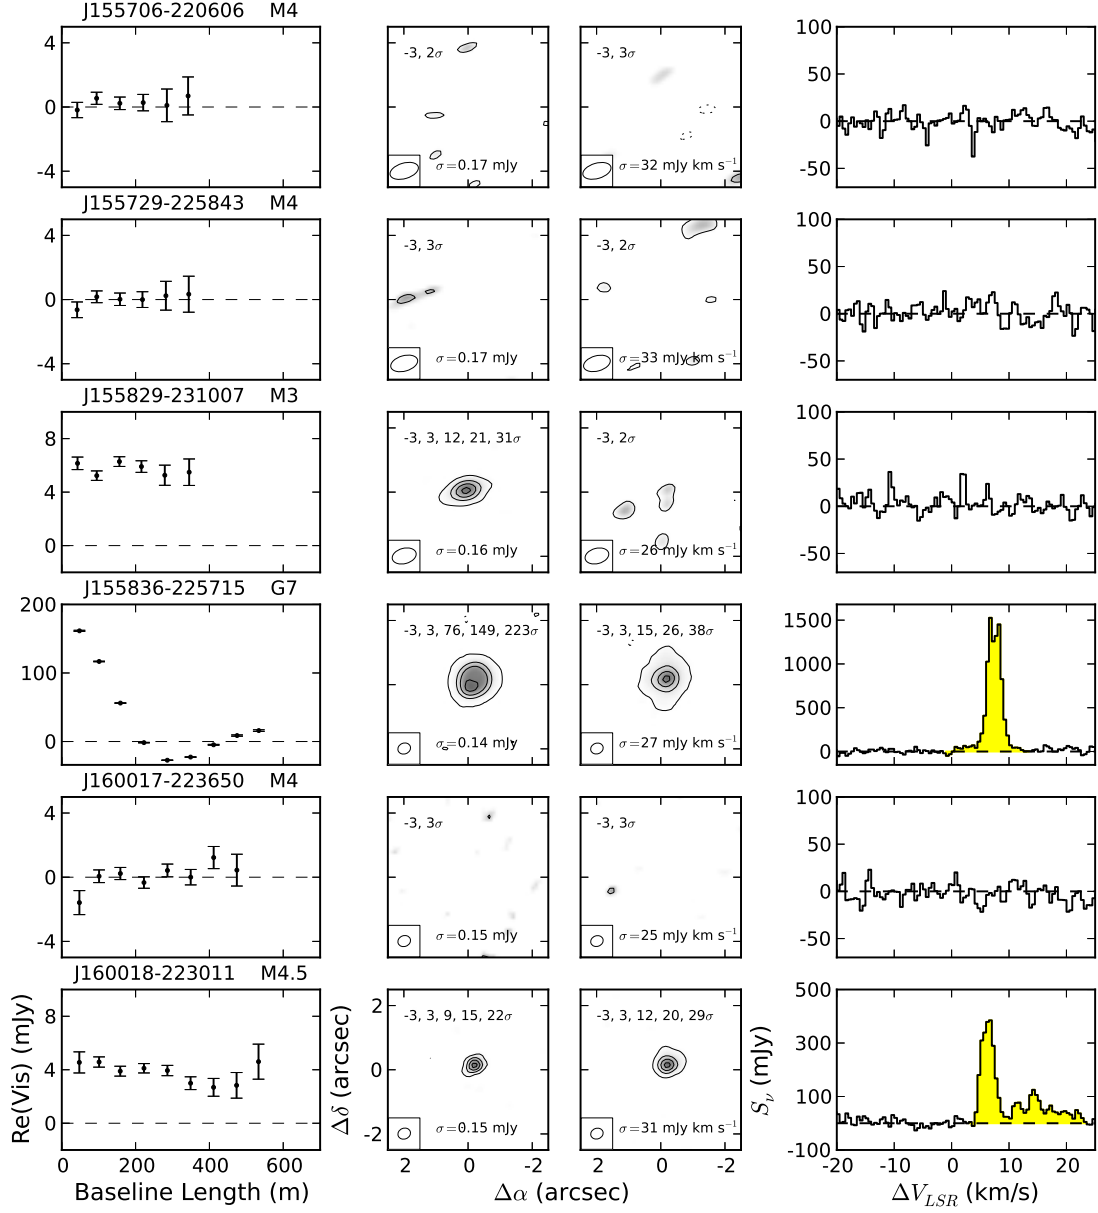 J155706-220606 M4
4
0
-4
-3, 2σ
σ=0.17 mJy
-3, 3σ
σ=32 mJy km s⁻¹
100
50
0
-50
J155729-225843 M4
4
0
-4
-3, 3σ
σ=0.17 mJy
-3, 2σ
σ=33 mJy km s⁻¹
100
50
0
-50
J155829-231007 M3
8
4
0
-3, 3, 12, 21, 31σ
σ=0.16 mJy
-3, 2σ
σ=26 mJy km s⁻¹
100
50
0
-50
J155836-225715 G7
200
100
0
-3, 3, 76, 149, 223σ
σ=0.14 mJy
-3, 3, 15, 26, 38σ
σ=27 mJy km s⁻¹
1500
1000
500
0
J160017-223650 M4
4
0
-4
-3, 3σ
σ=0.15 mJy
-3, 3σ
σ=25 mJy km s⁻¹
100
50
0
-50
J160018-223011 M4.5
Re(Vis) (mJy)
8
4
0
0 200 400 600
Baseline Length (m)
Δδ (arcsec)
2
0
-2
-3, 3, 9, 15, 22σ
σ=0.15 mJy
2 0 -2
-3, 3, 12, 20, 29σ
σ=31 mJy km s⁻¹
2 0 -2
Δα (arcsec)
Sν (mJy)
500
300
100
-100
-20 -10 0 10 20
ΔV_LSR (km/s)